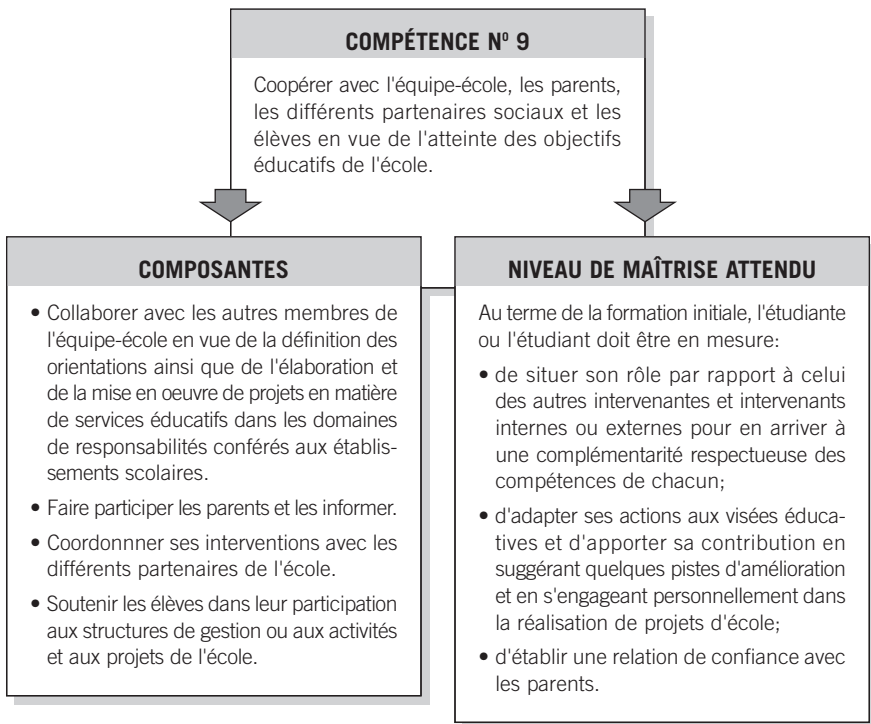 COMPÉTENCE Nº 9
Coopérer avec l'équipe-école, les parents,
les différents partenaires sociaux et les
élèves en vue de l'atteinte des objectifs
éducatifs de l'école.
COMPOSANTES
• Collaborer avec les autres membres de
l'équipe-école en vue de la définition des
orientations ainsi que de l'élaboration et
de la mise en oeuvre de projets en matière
de services éducatifs dans les domaines
de responsabilités conférés aux établis-
sements scolaires.
• Faire participer les parents et les informer.
• Coordonnner ses interventions avec les
différents partenaires de l'école.
• Soutenir les élèves dans leur participation
aux structures de gestion ou aux activités
et aux projets de l'école.
NIVEAU DE MAÎTRISE ATTENDU
Au terme de la formation initiale, l'étudiante
ou l'étudiant doit être en mesure:
• de situer son rôle par rapport à celui
des autres intervenantes et intervenants
internes ou externes pour en arriver à
une complémentarité respectueuse des
compétences de chacun;
• d'adapter ses actions aux visées éduca-
tives et d'apporter sa contribution en
suggérant quelques pistes d'amélioration
et en s'engageant personnellement dans
la réalisation de projets d'école;
• d'établir une relation de confiance avec
les parents.